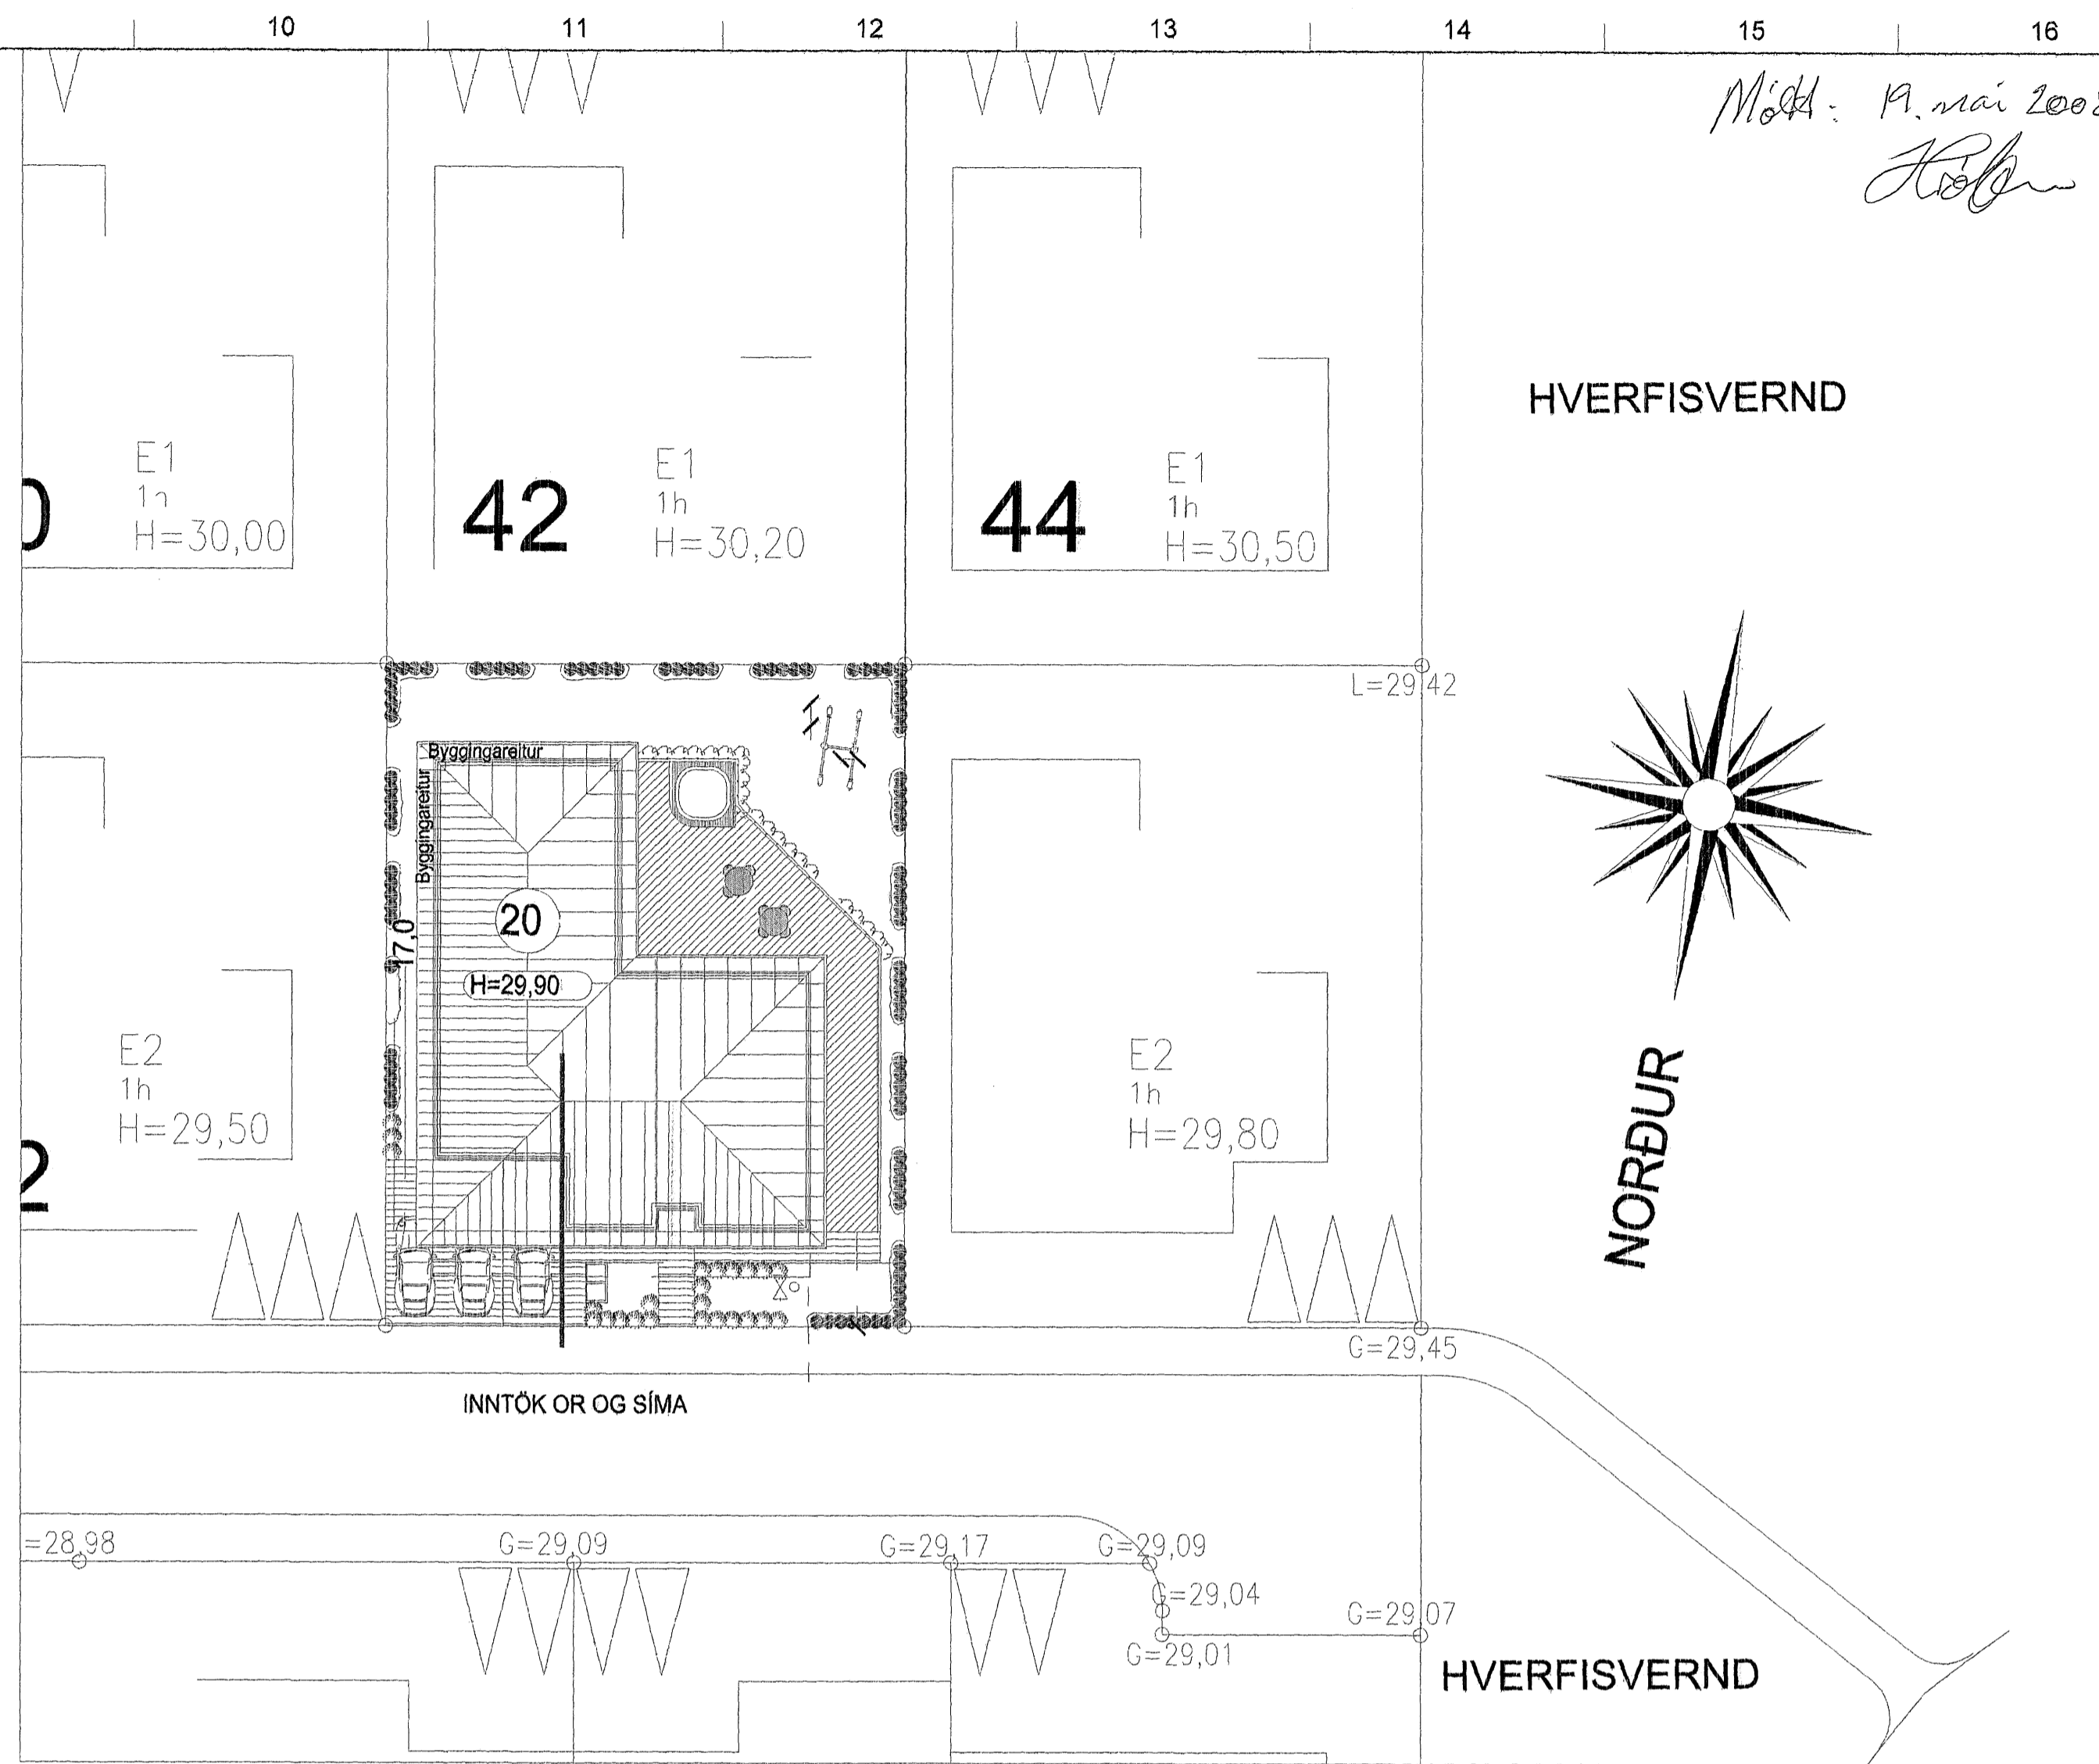 10 11 12 13 14 15 16
Mótt: 19. maí 2008
HVERFISVERND
E1
1h
H=30,00
42
E1
1h
H=30,20
44
E1
1h
H=30,50
L=29,42
Byggingareitur
Byggingareitur
17,0
20
H=29,90
E2
1h
H=29,50
2
E2
1h
H=29,80
NORÐUR
G=29,45
INNTÖK OR OG SÍMA
=28,98
G=29,09
G=29,17
G=29,09
G=29,04
G=29,01
G=29,07
HVERFISVERND